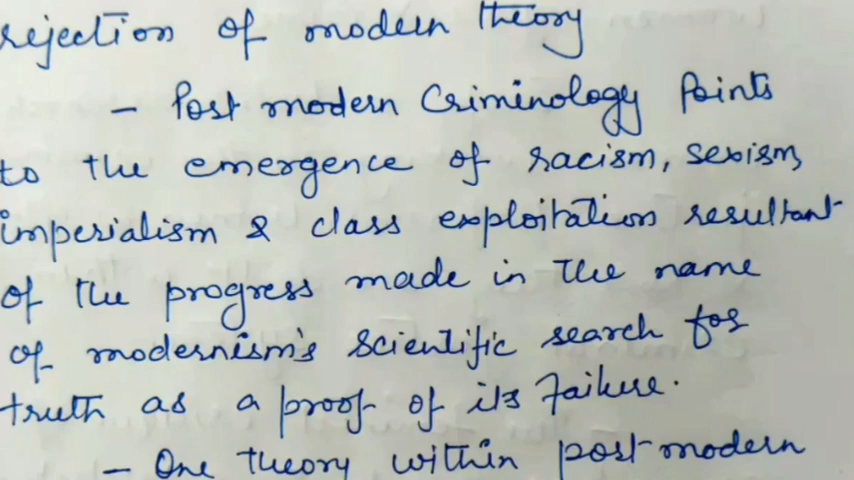 rejection of modern theory
- Post modern Criminology Points
to the emergence of racism, sexism,
imperialism & class exploitation resultant
of the progress made in the name
of modernism's scientific search for
truth as a proof of its failure.
- One theory within post-modern